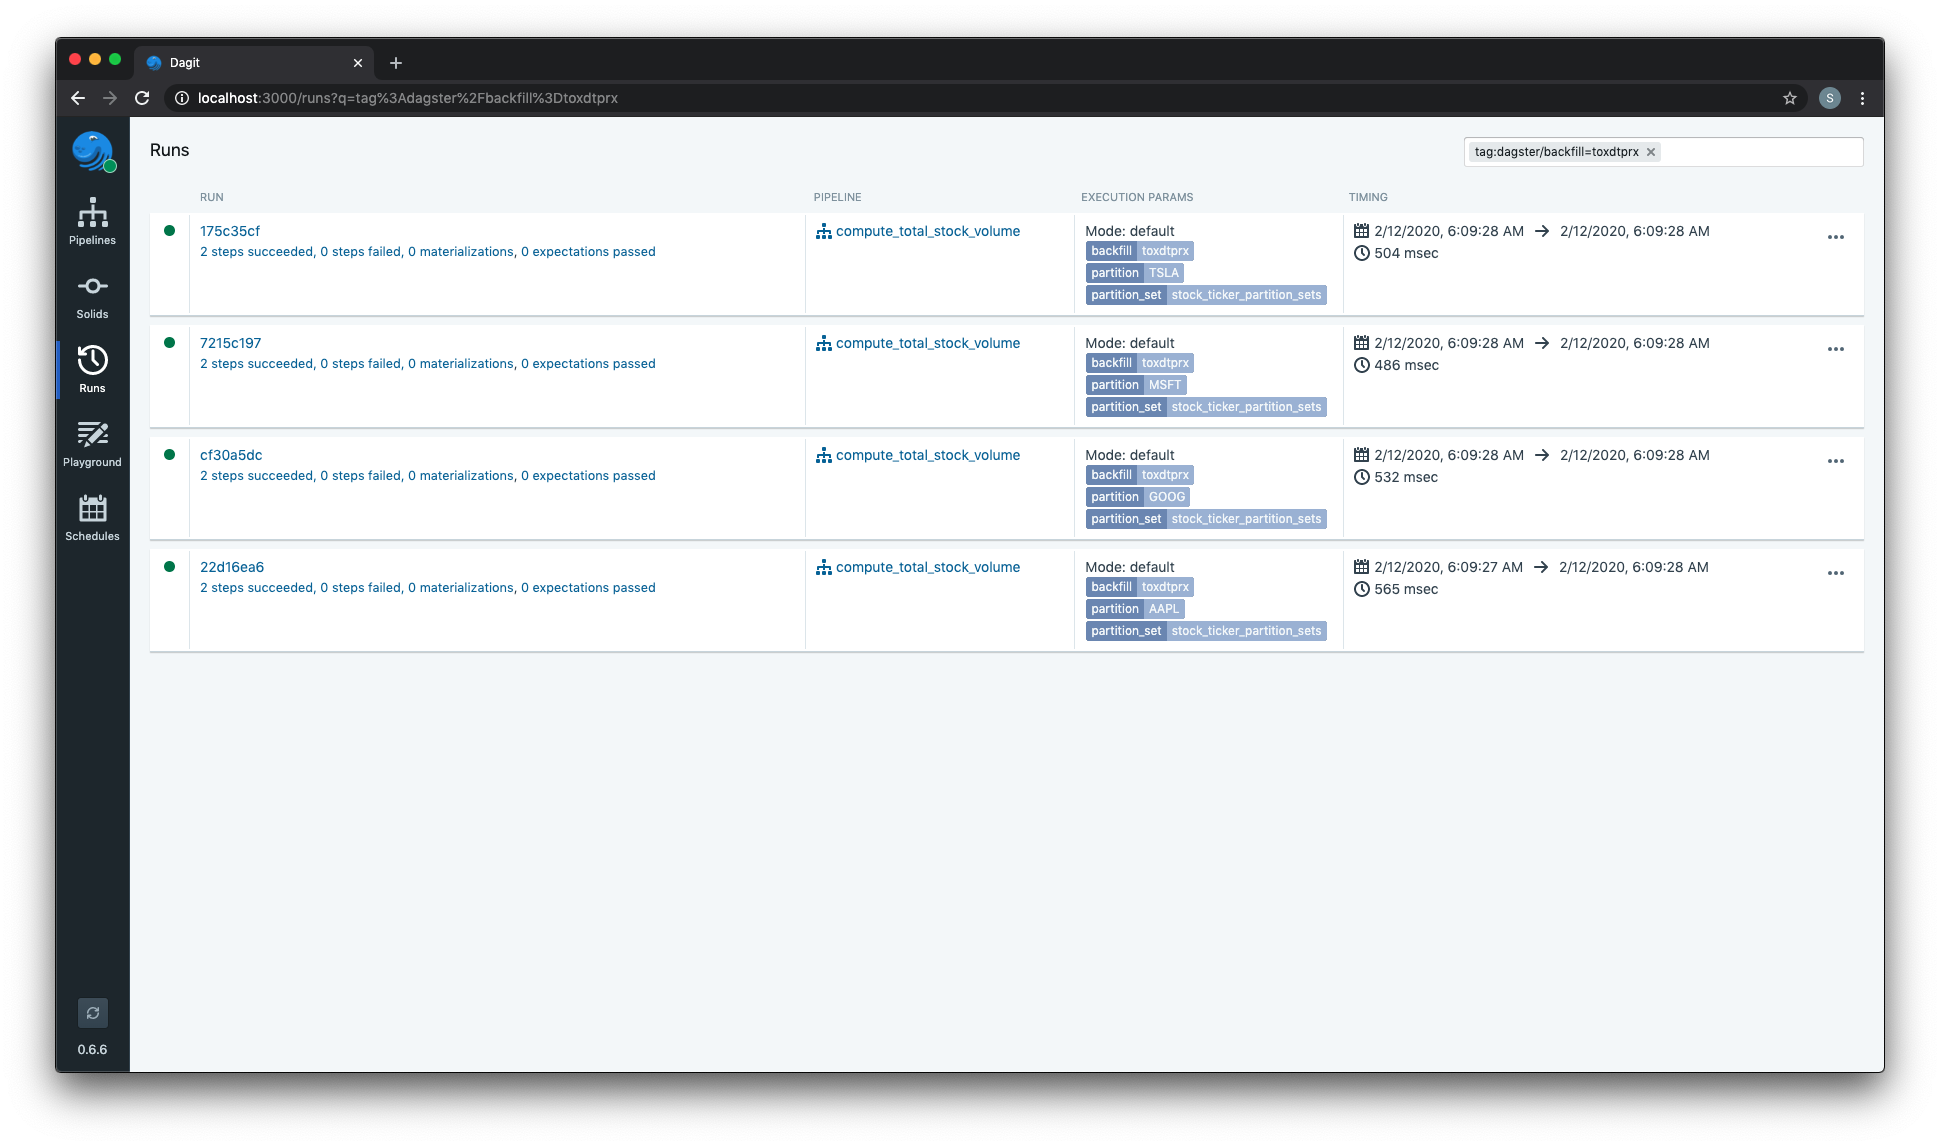 Dagit
localhost:3000/runs?q=tag%3Adagster%2Fbackfill%3Dtoxdtprx
S
Runs
tag:dagster/backfill=toxdtprx
Pipelines
Solids
Runs
Playground
Schedules
0.6.6
RUN PIPELINE EXECUTION PARAMS TIMING
175c35cf compute_total_stock_volume Mode: default 2/12/2020, 6:09:28 AM → 2/12/2020, 6:09:28 AM
2 steps succeeded, 0 steps failed, 0 materializations, 0 expectations passed backfill toxdtprx 504 msec
partition TSLA
partition_set stock_ticker_partition_sets
7215c197 compute_total_stock_volume Mode: default 2/12/2020, 6:09:28 AM → 2/12/2020, 6:09:28 AM
2 steps succeeded, 0 steps failed, 0 materializations, 0 expectations passed backfill toxdtprx 486 msec
partition MSFT
partition_set stock_ticker_partition_sets
cf30a5dc compute_total_stock_volume Mode: default 2/12/2020, 6:09:28 AM → 2/12/2020, 6:09:28 AM
2 steps succeeded, 0 steps failed, 0 materializations, 0 expectations passed backfill toxdtprx 532 msec
partition GOOG
partition_set stock_ticker_partition_sets
22d16ea6 compute_total_stock_volume Mode: default 2/12/2020, 6:09:27 AM → 2/12/2020, 6:09:28 AM
2 steps succeeded, 0 steps failed, 0 materializations, 0 expectations passed backfill toxdtprx 565 msec
partition AAPL
partition_set stock_ticker_partition_sets